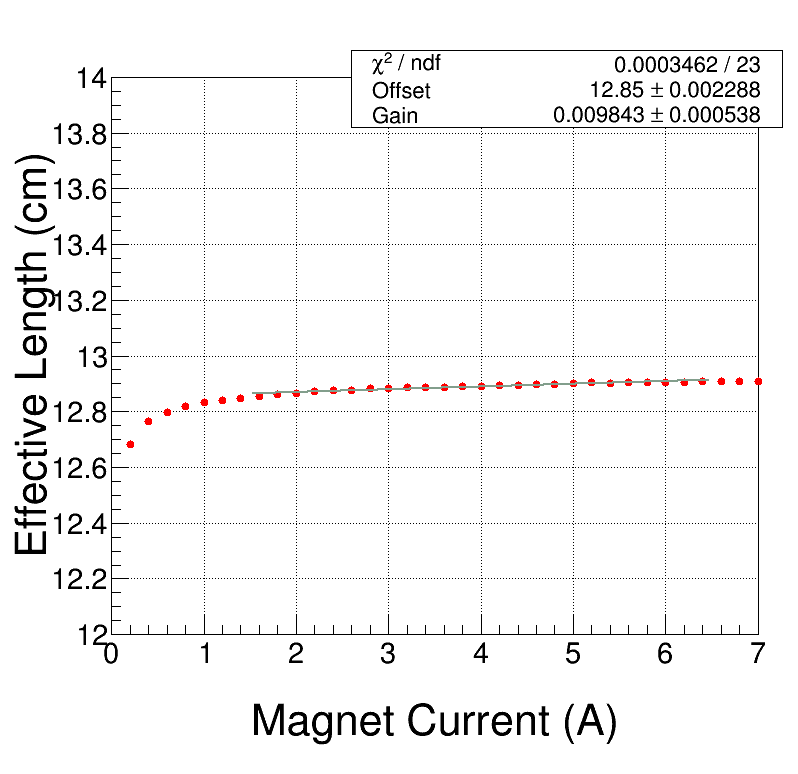 χ² / ndf 0.0003462 / 23
Offset 12.85 ± 0.002288
Gain 0.009843 ± 0.000538
Effective Length (cm)
14
13.8
13.6
13.4
13.2
13
12.8
12.6
12.4
12.2
12
0 1 2 3 4 5 6 7
Magnet Current (A)